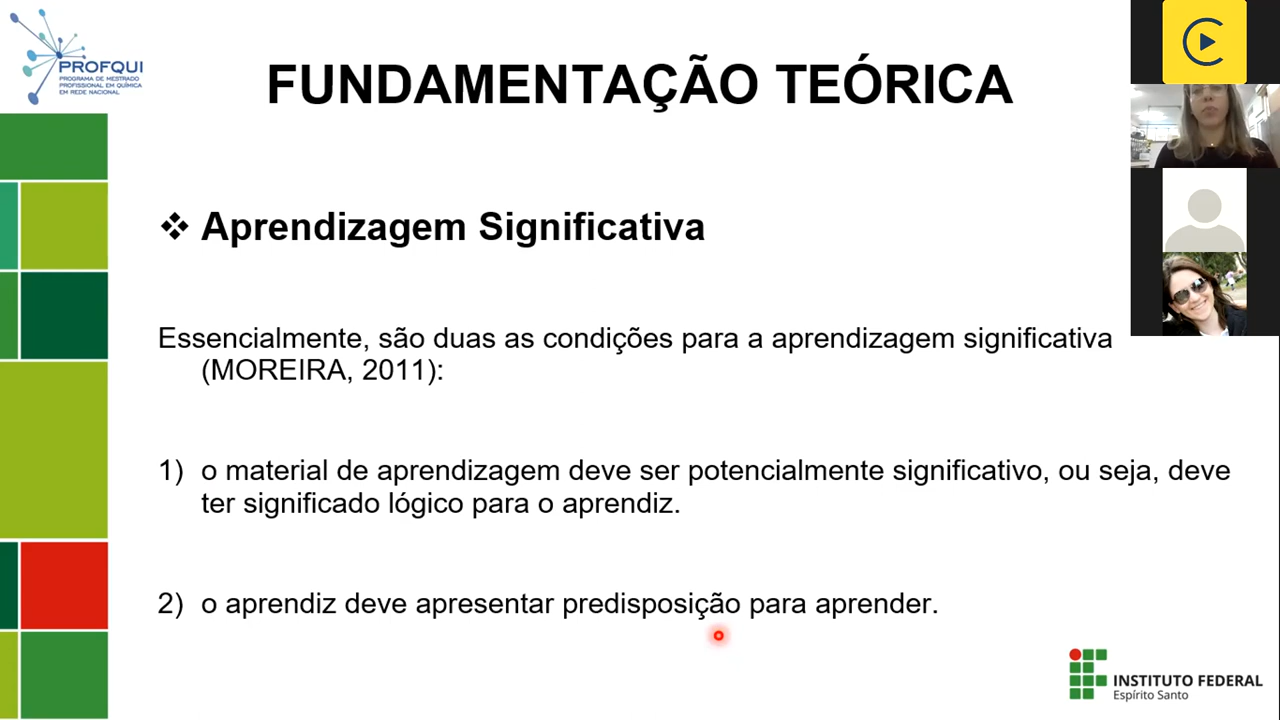 PROFQUI
PROGRAMA DE MESTRADO
PROFISSIONAL EM QUÍMICA
EM REDE NACIONAL
FUNDAMENTAÇÃO TEÓRICA
❖ Aprendizagem Significativa
Essencialmente, são duas as condições para a aprendizagem significativa
(MOREIRA, 2011):
1) o material de aprendizagem deve ser potencialmente significativo, ou seja, deve
ter significado lógico para o aprendiz.
2) o aprendiz deve apresentar predisposição para aprender.
INSTITUTO FEDERAL
Espírito Santo